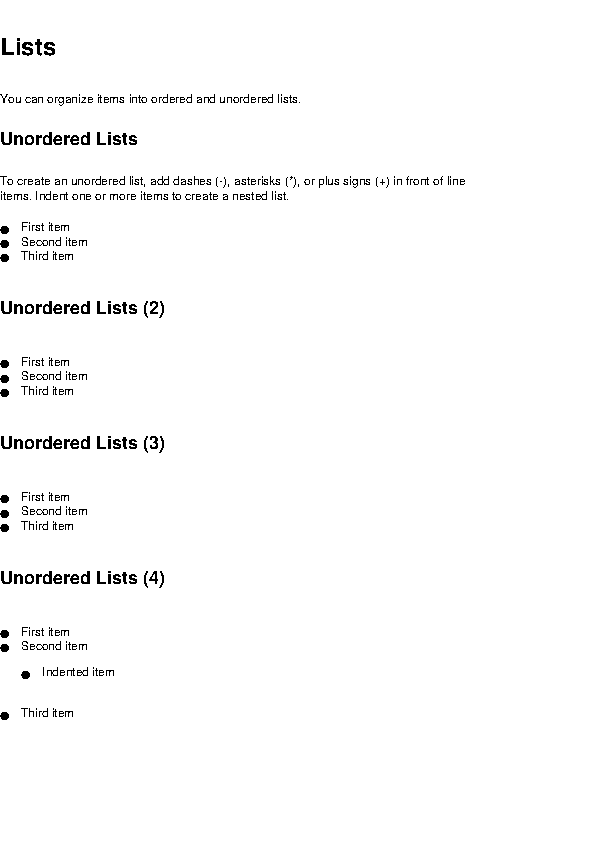 Lists
You can organize items into ordered and unordered lists.
Unordered Lists
To create an unordered list, add dashes (-), asterisks (*), or plus signs (+) in front of line
items. Indent one or more items to create a nested list.
● First item
● Second item
● Third item
Unordered Lists (2)
● First item
● Second item
● Third item
Unordered Lists (3)
● First item
● Second item
● Third item
Unordered Lists (4)
● First item
● Second item
● Indented item
● Third item